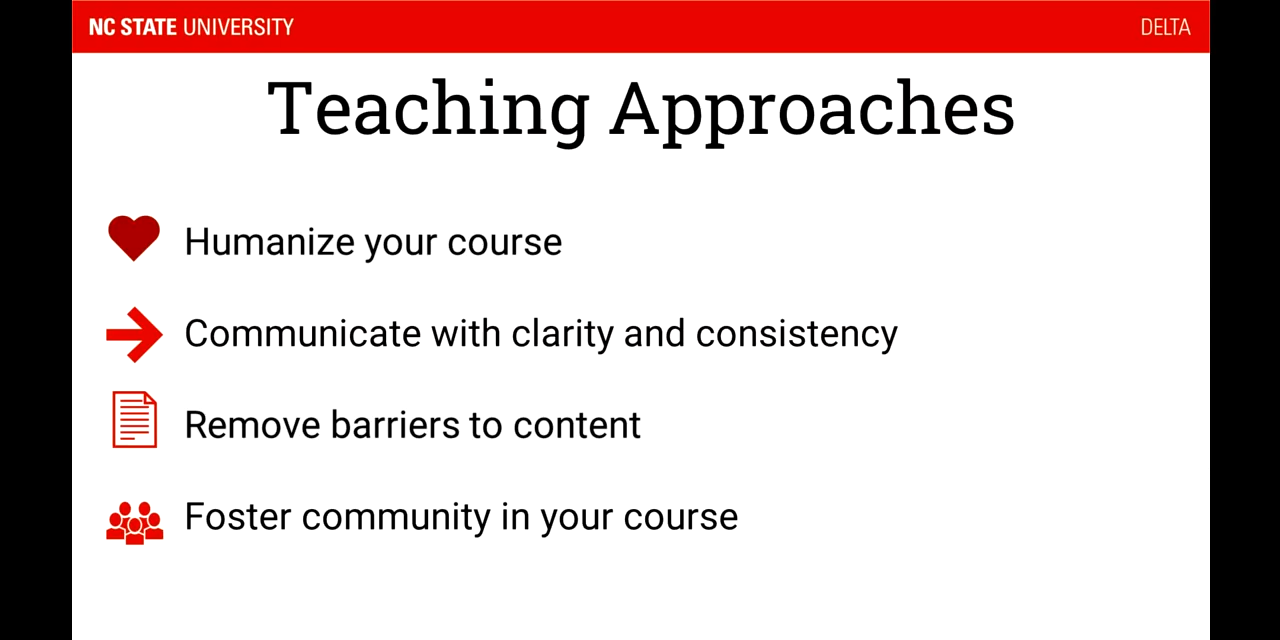 NC STATE UNIVERSITY
DELTA
Teaching Approaches
Humanize your course
Communicate with clarity and consistency
Remove barriers to content
Foster community in your course